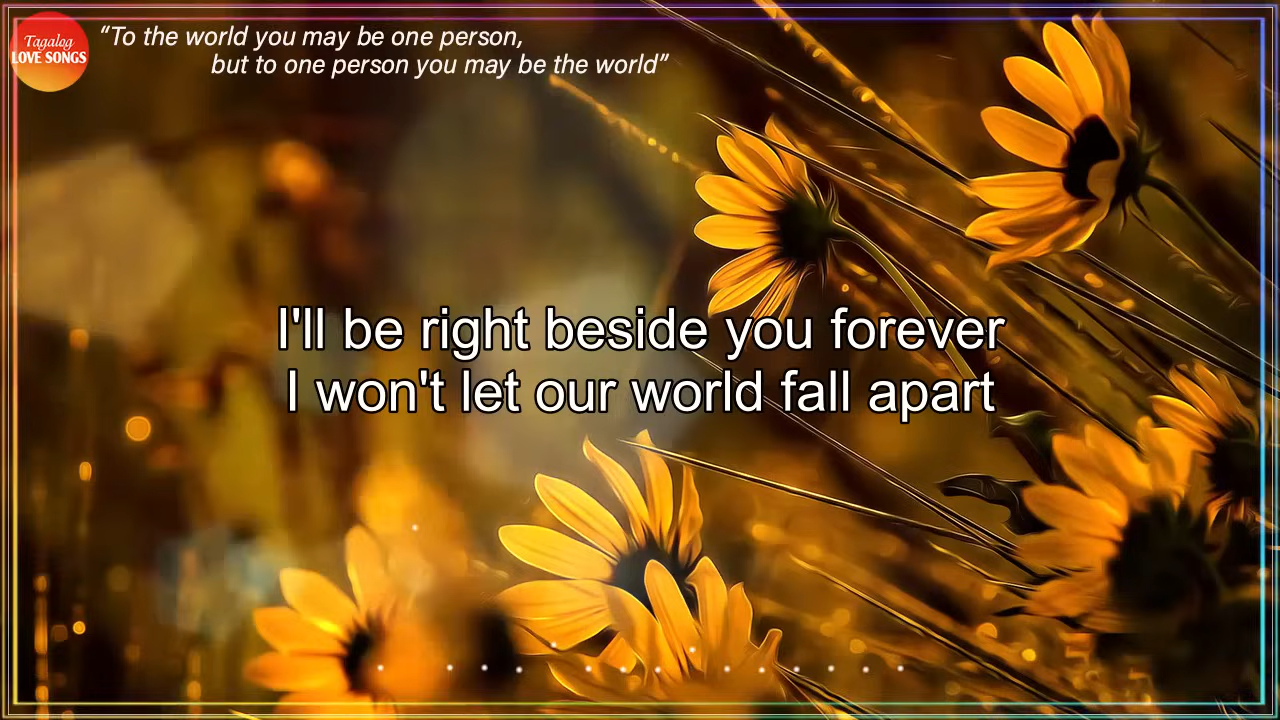 Tagalog
LOVE SONGS
“To the world you may be one person,
but to one person you may be the world”
I'll be right beside you forever
I won't let our world fall apart